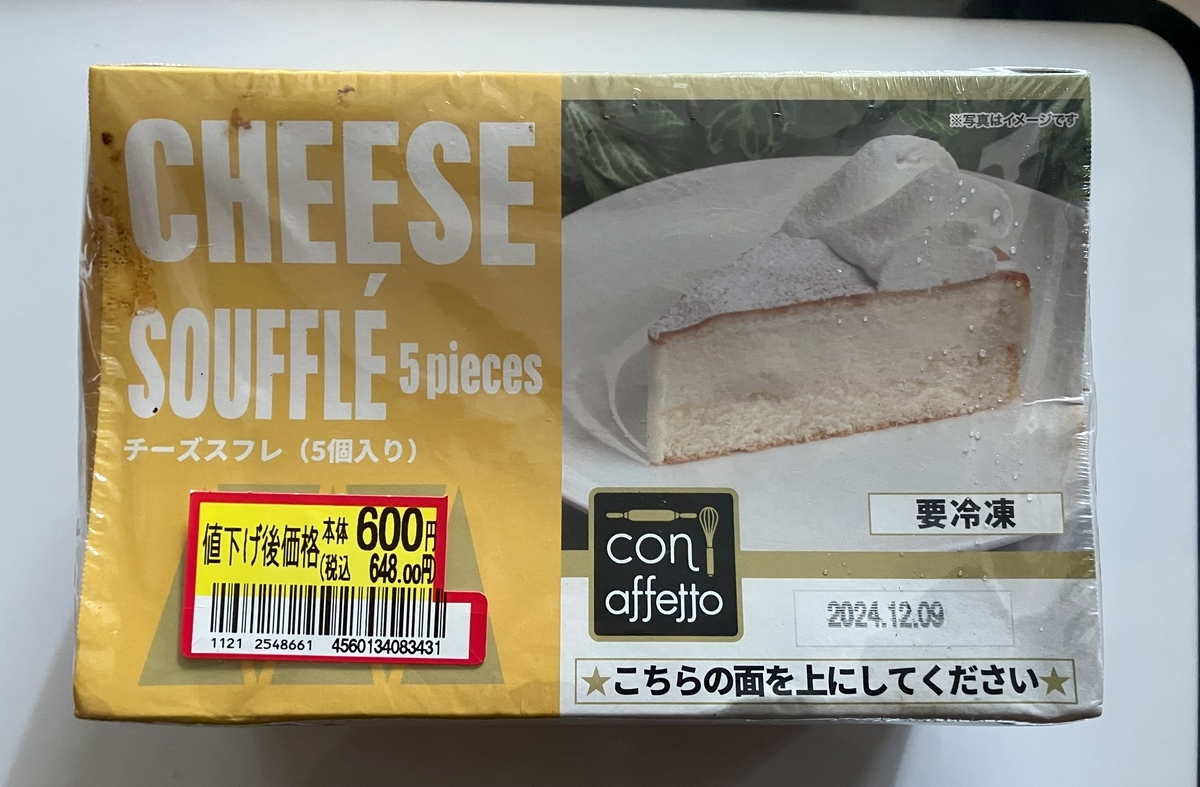 CHEESE
SOUFFLÉ 5 pieces
チーズスフレ（5個入り）
値下げ後価格 本体 600円
(税込 648.00円)
1121 2548661 4560134083431
※写真はイメージです
要冷凍
con
affetto
2024.12.09
★こちらの面を上にしてください★